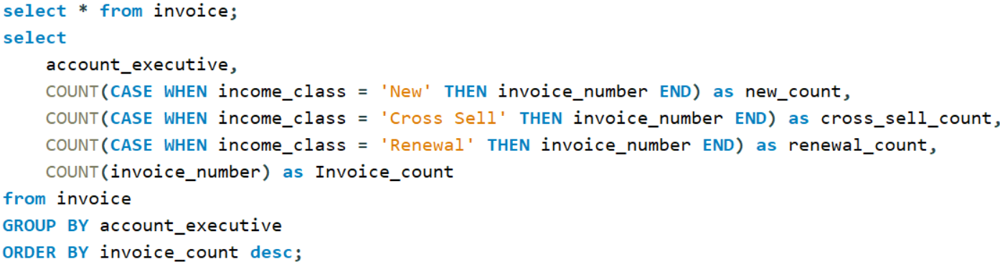 select * from invoice;
select
    account_executive,
    COUNT(CASE WHEN income_class = 'New' THEN invoice_number END) as new_count,
    COUNT(CASE WHEN income_class = 'Cross Sell' THEN invoice_number END) as cross_sell_count,
    COUNT(CASE WHEN income_class = 'Renewal' THEN invoice_number END) as renewal_count,
    COUNT(invoice_number) as Invoice_count
from invoice
GROUP BY account_executive
ORDER BY invoice_count desc;